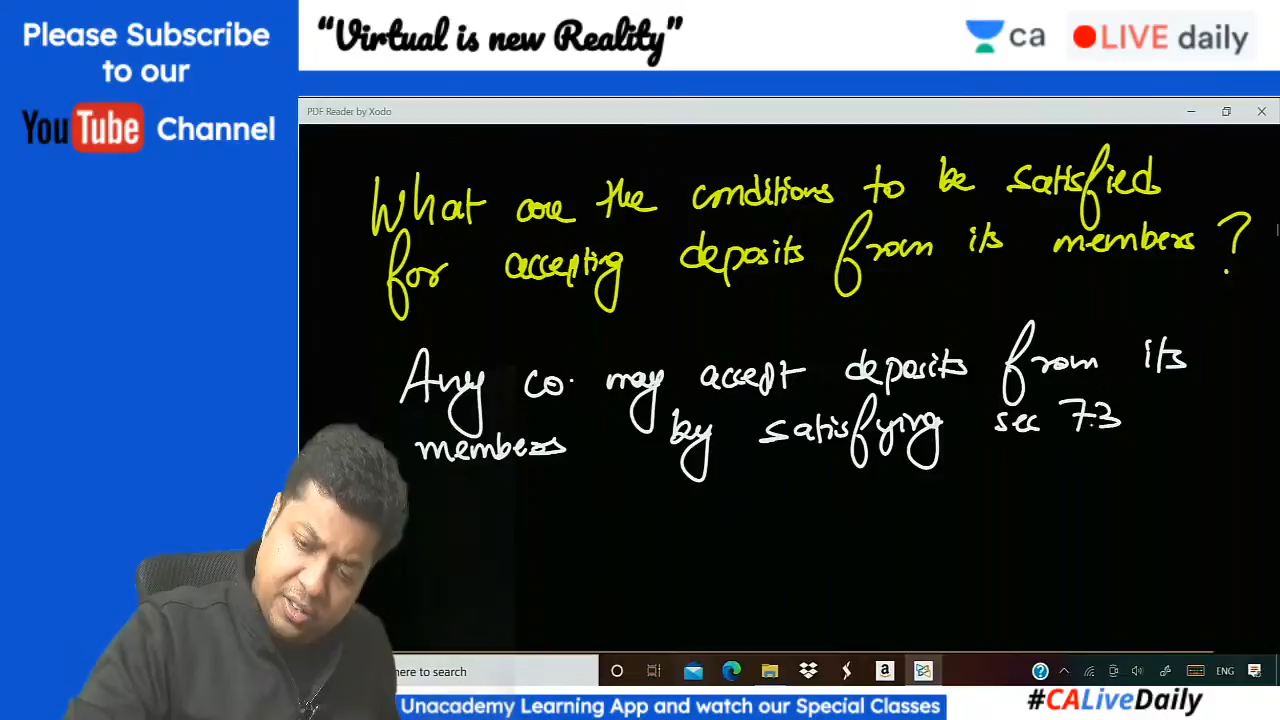 Please Subscribe
to our
YouTube Channel
“Virtual is new Reality”
ca
LIVE daily
PDF Reader by Xodo
What are the conditions to be satisfied
for accepting deposits from its members ?
Any co. may accept deposits from its
members by satisfying sec 73
here to search
ENG
Unacademy Learning App and watch our Special Classes
#CALiveDaily